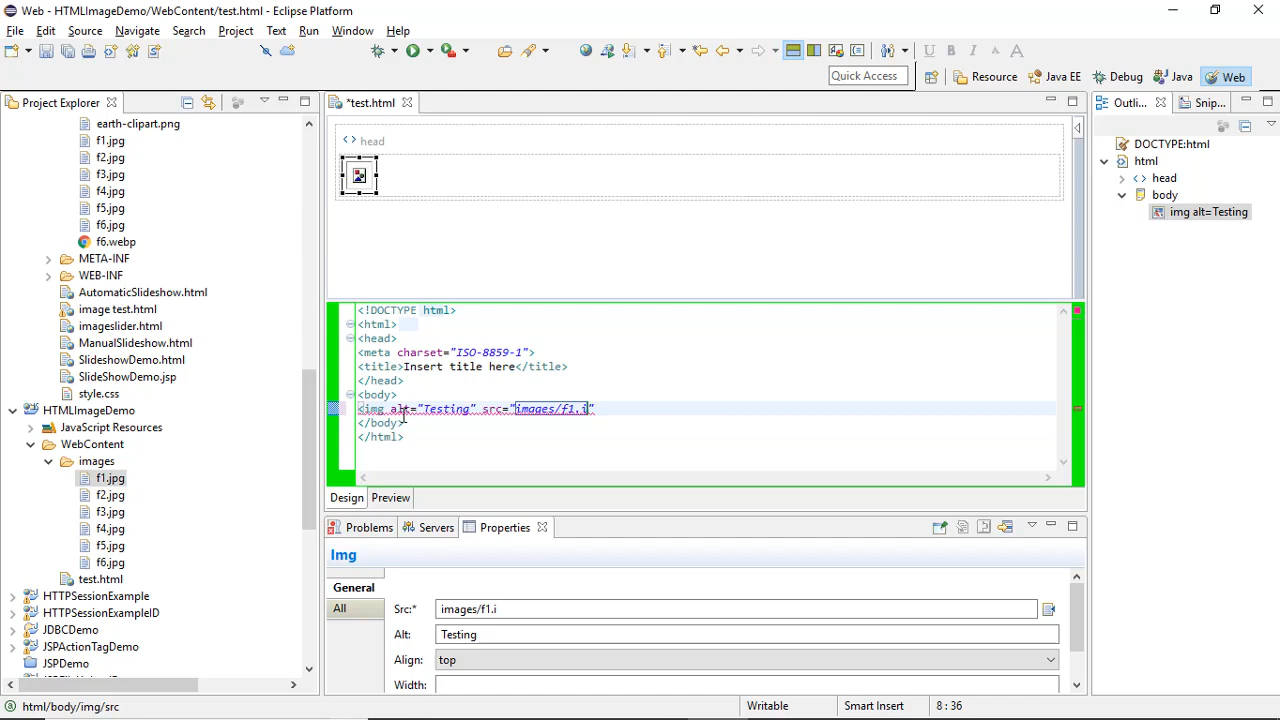 Web - HTMLImageDemo/WebContent/test.html - Eclipse Platform
File Edit Source Navigate Search Project Text Run Window Help
Quick Access Resource Java EE Debug Java Web
Project Explorer
earth-clipart.png
f1.jpg
f2.jpg
f3.jpg
f4.jpg
f5.jpg
f6.jpg
f6.webp
META-INF
WEB-INF
AutomaticSlideshow.html
image test.html
imageslider.html
ManualSlideshow.html
SlideshowDemo.html
SlideShowDemo.jsp
style.css
HTMLImageDemo
JavaScript Resources
WebContent
images
f1.jpg
f2.jpg
f3.jpg
f4.jpg
f5.jpg
f6.jpg
test.html
HTTPSessionExample
HTTPSessionExampleID
JDBCDemo
JSPActionTagDemo
JSPDemo
*test.html
head
<!DOCTYPE html>
<html>
<head>
<meta charset="ISO-8859-1">
<title>Insert title here</title>
</head>
<body>
<img alt="Testing" src="images/f1.i"
</body>
</html>
Design Preview
Problems Servers Properties
Img
General
All
Src:* images/f1.i
Alt: Testing
Align: top
Width:
Outli... Snip...
DOCTYPE:html
html
head
body
img alt=Testing
html/body/img/src Writable Smart Insert 8 : 36